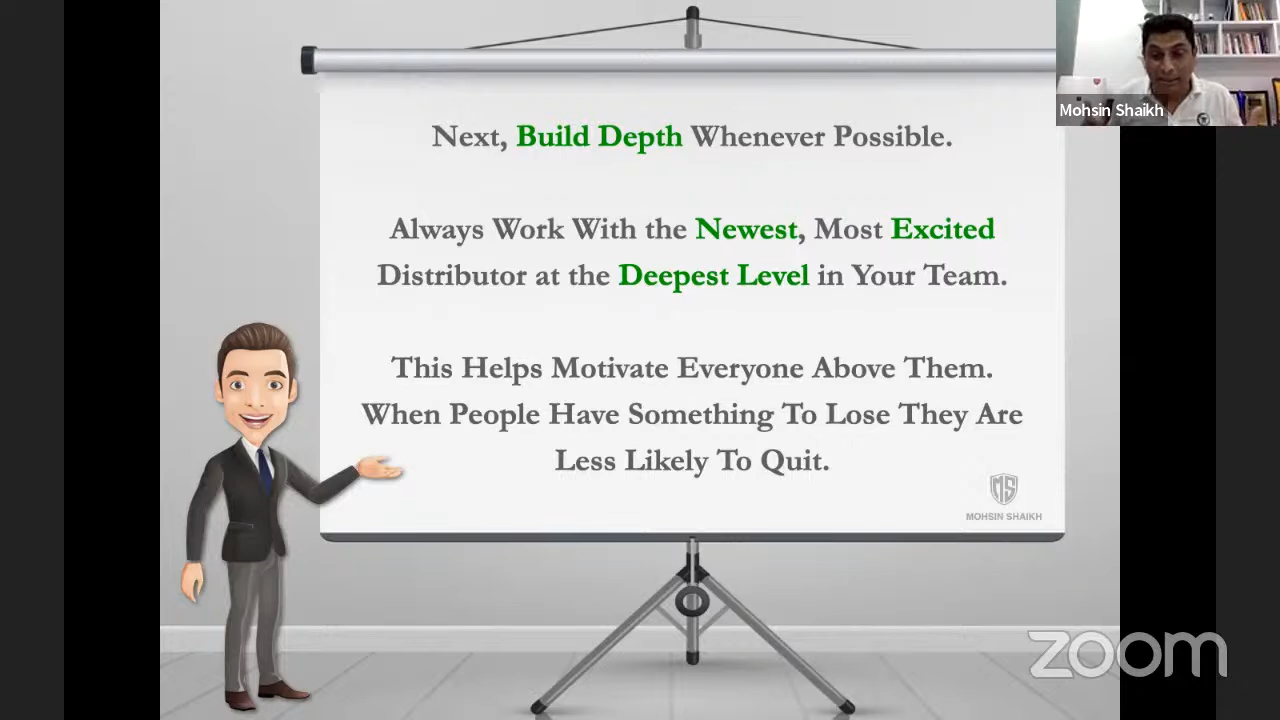 Mohsin Shaikh
Next, Build Depth Whenever Possible.
Always Work With the Newest, Most Excited
Distributor at the Deepest Level in Your Team.
This Helps Motivate Everyone Above Them.
When People Have Something To Lose They Are
Less Likely To Quit.
MS
MOHSIN SHAIKH
zoom